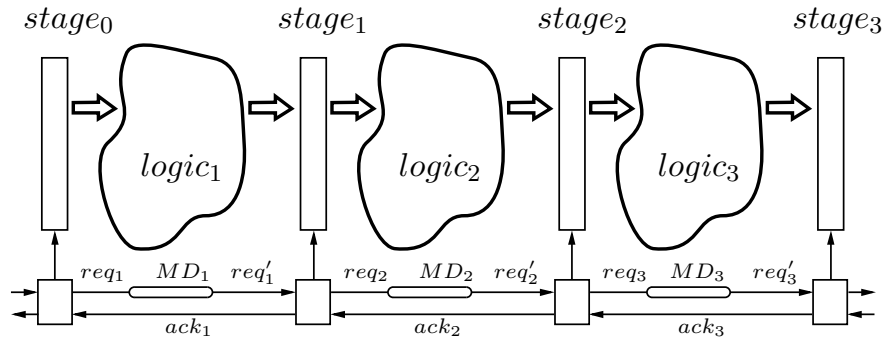 stage₀ stage₁ stage₂ stage₃
logic₁ logic₂ logic₃
req₁ MD₁ req′₁ req₂ MD₂ req′₂ req₃ MD₃ req′₃
ack₁ ack₂ ack₃